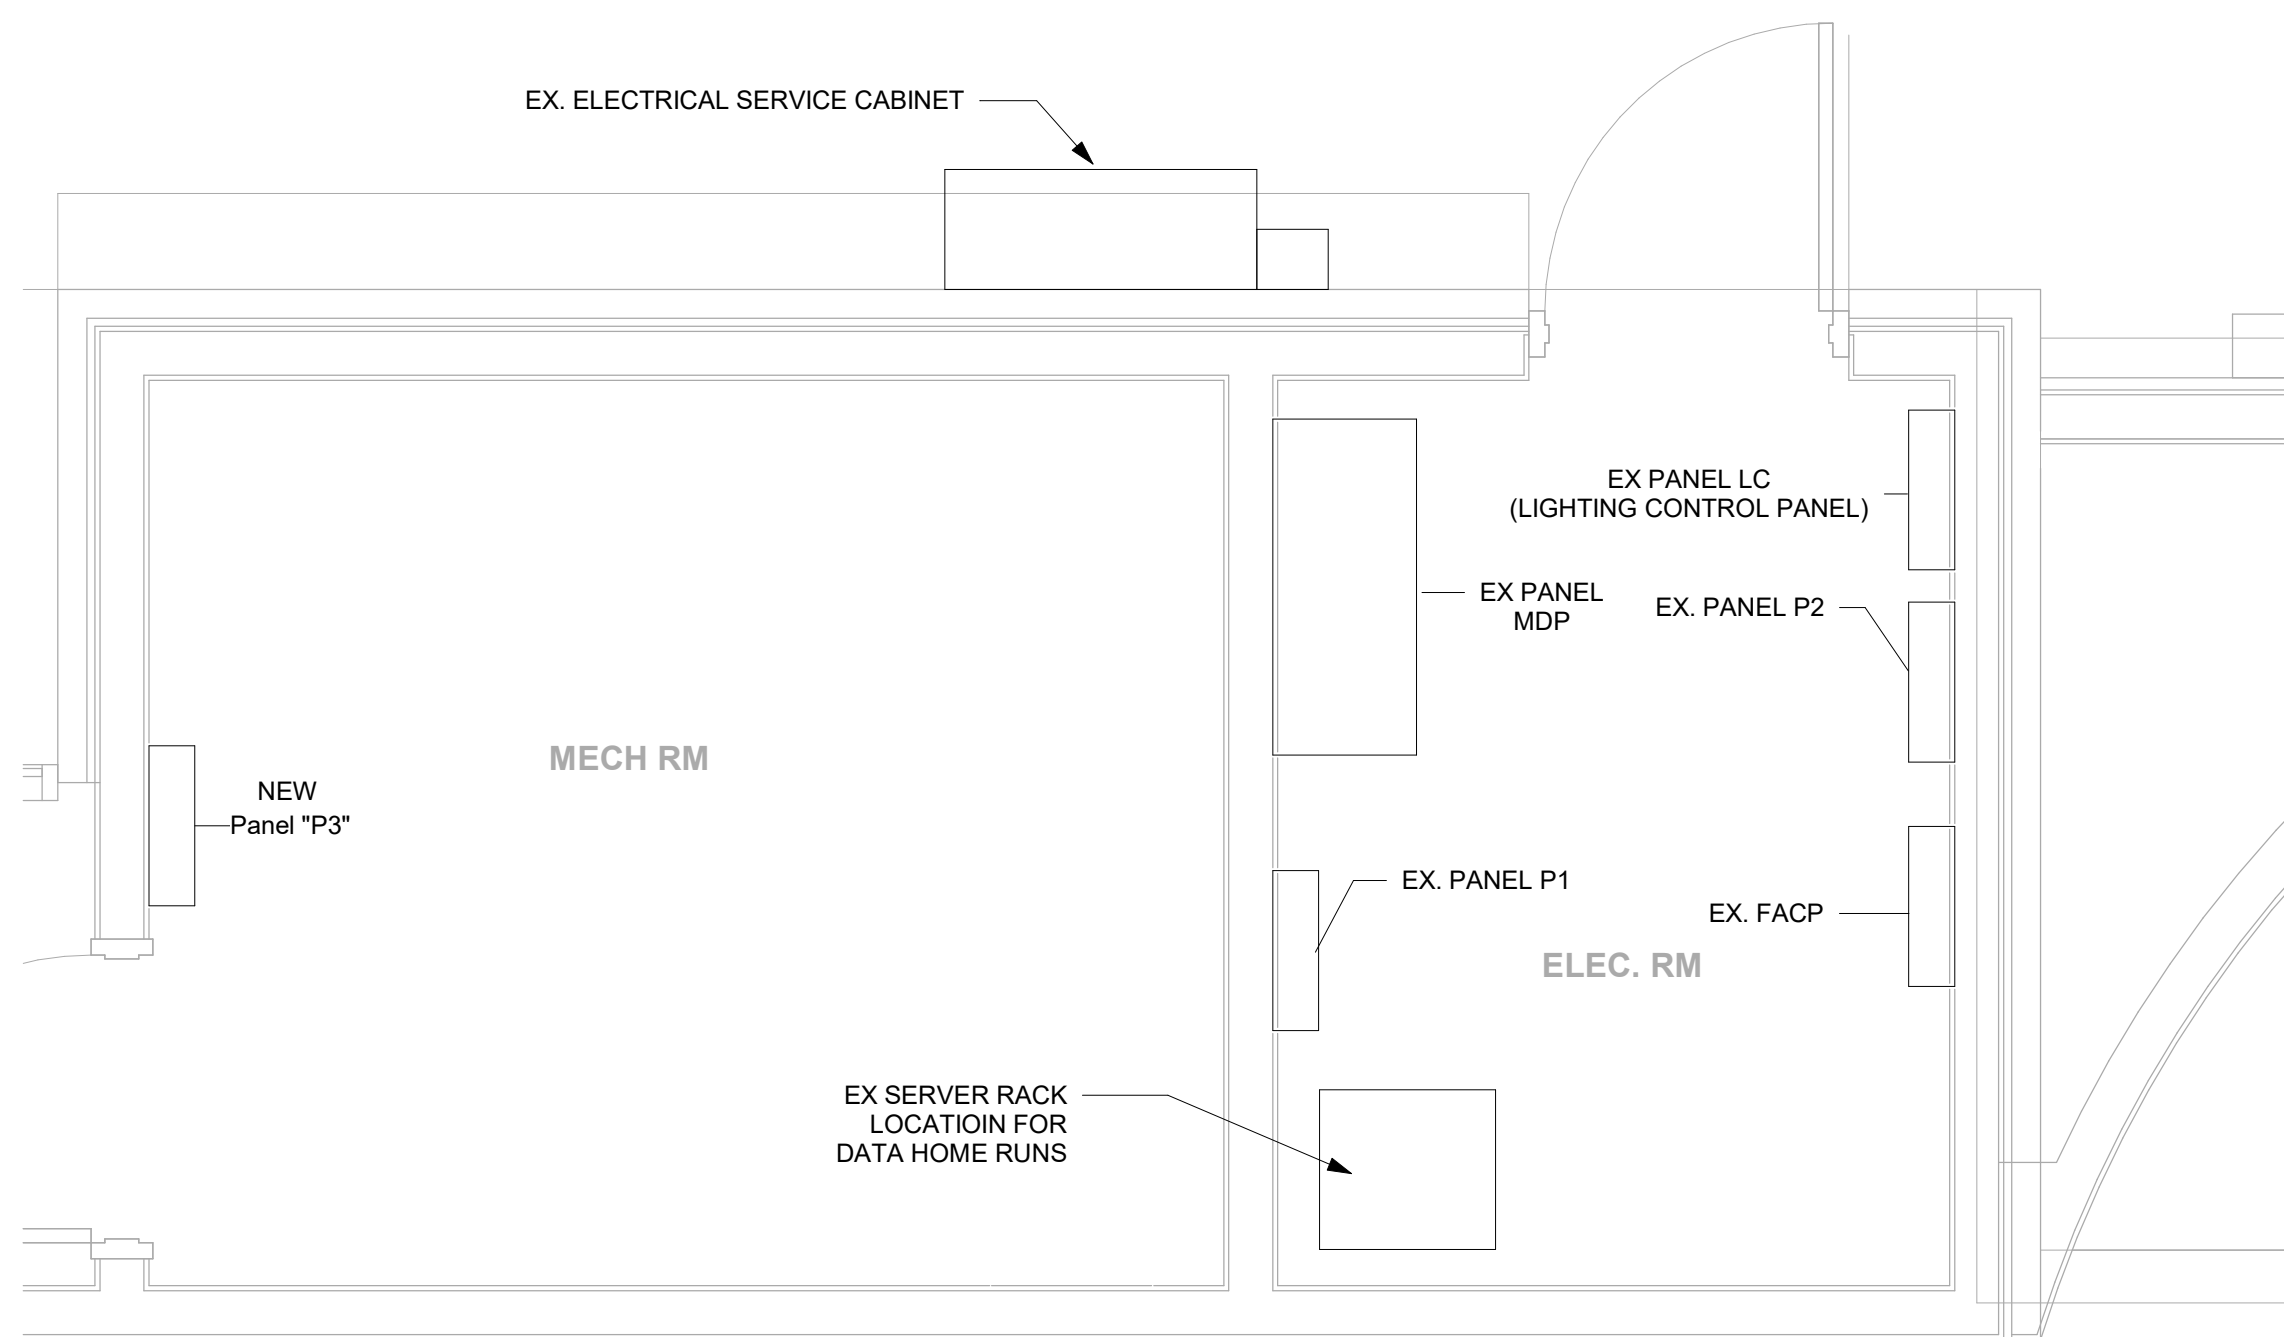 EX. ELECTRICAL SERVICE CABINET
EX PANEL LC
(LIGHTING CONTROL PANEL)
EX PANEL
MDP
EX. PANEL P2
MECH RM
NEW
Panel "P3"
EX. PANEL P1
EX. FACP
ELEC. RM
EX SERVER RACK
LOCATIOIN FOR
DATA HOME RUNS